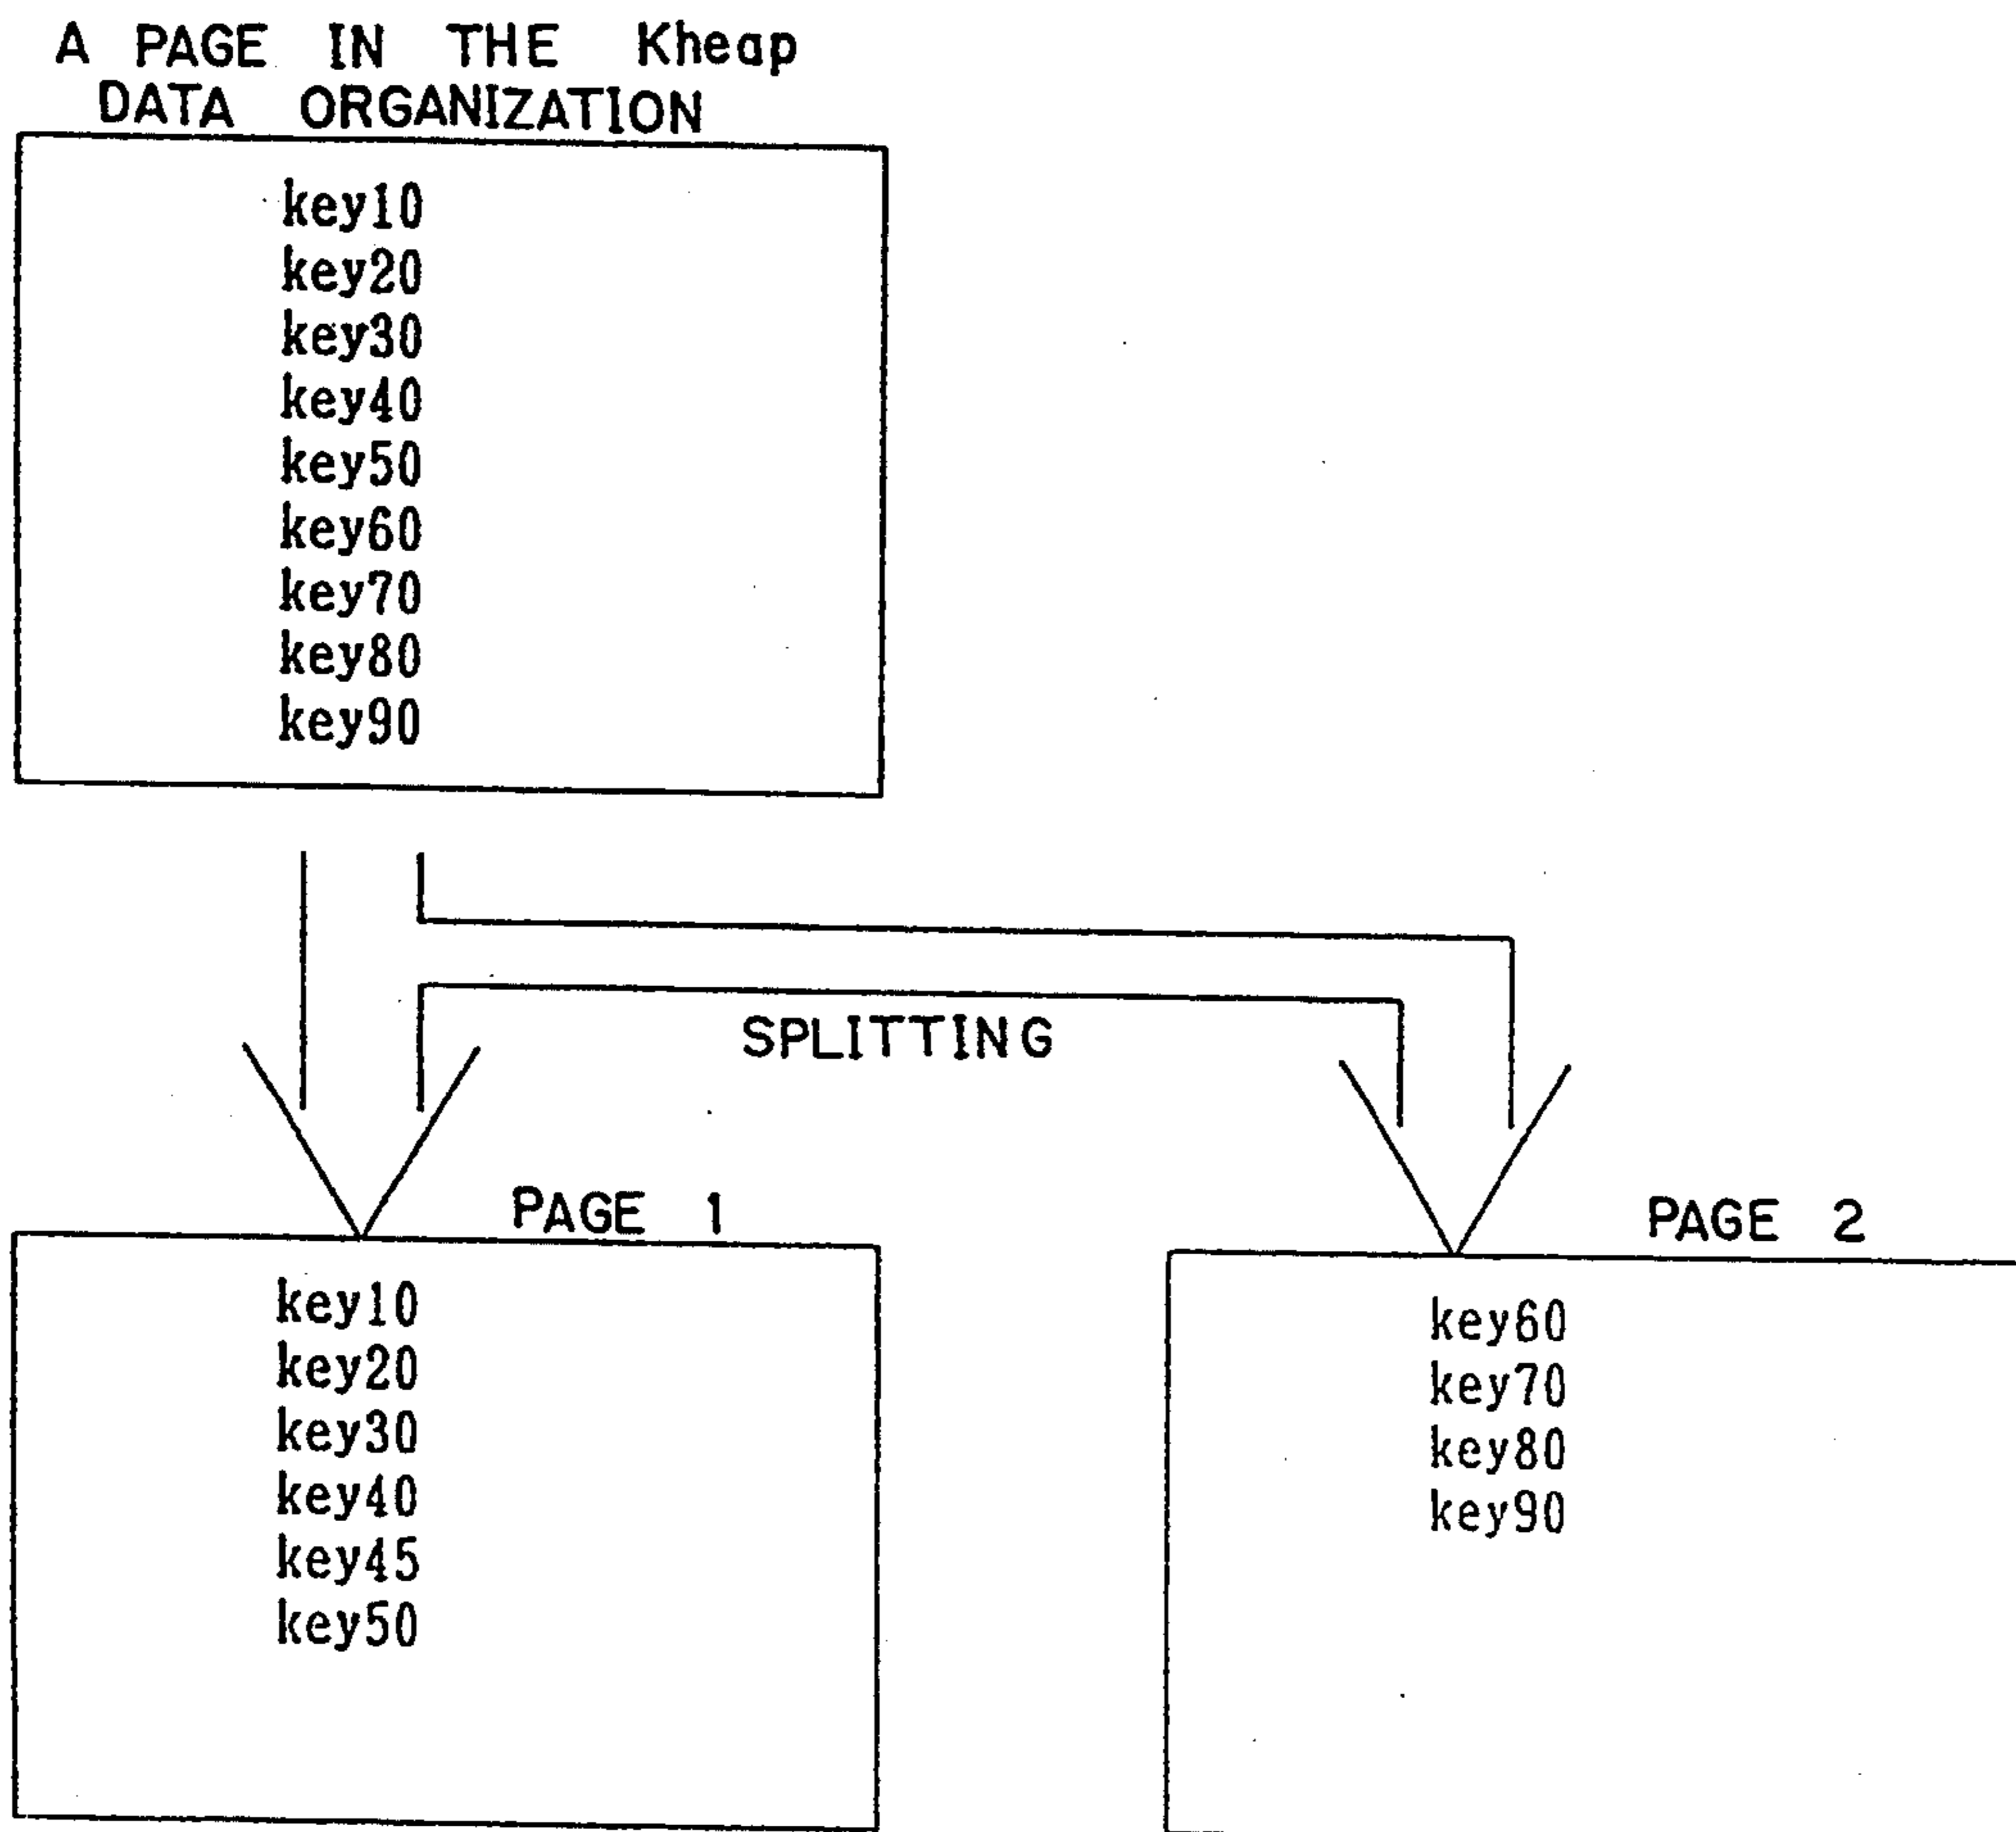 A PAGE IN THE Kheap
DATA ORGANIZATION
key10
key20
key30
key40
key50
key60
key70
key80
key90
SPLITTING
PAGE 1
key10
key20
key30
key40
key45
key50
PAGE 2
key60
key70
key80
key90